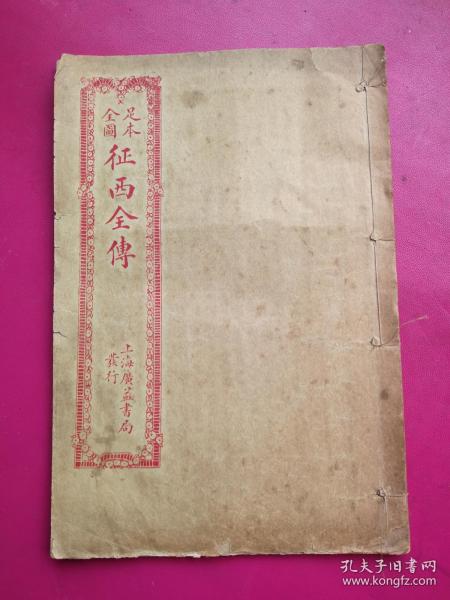 足本
全圖
征西全傳
上海廣益書局
發行
孔夫子旧书网
www.kongfz.com